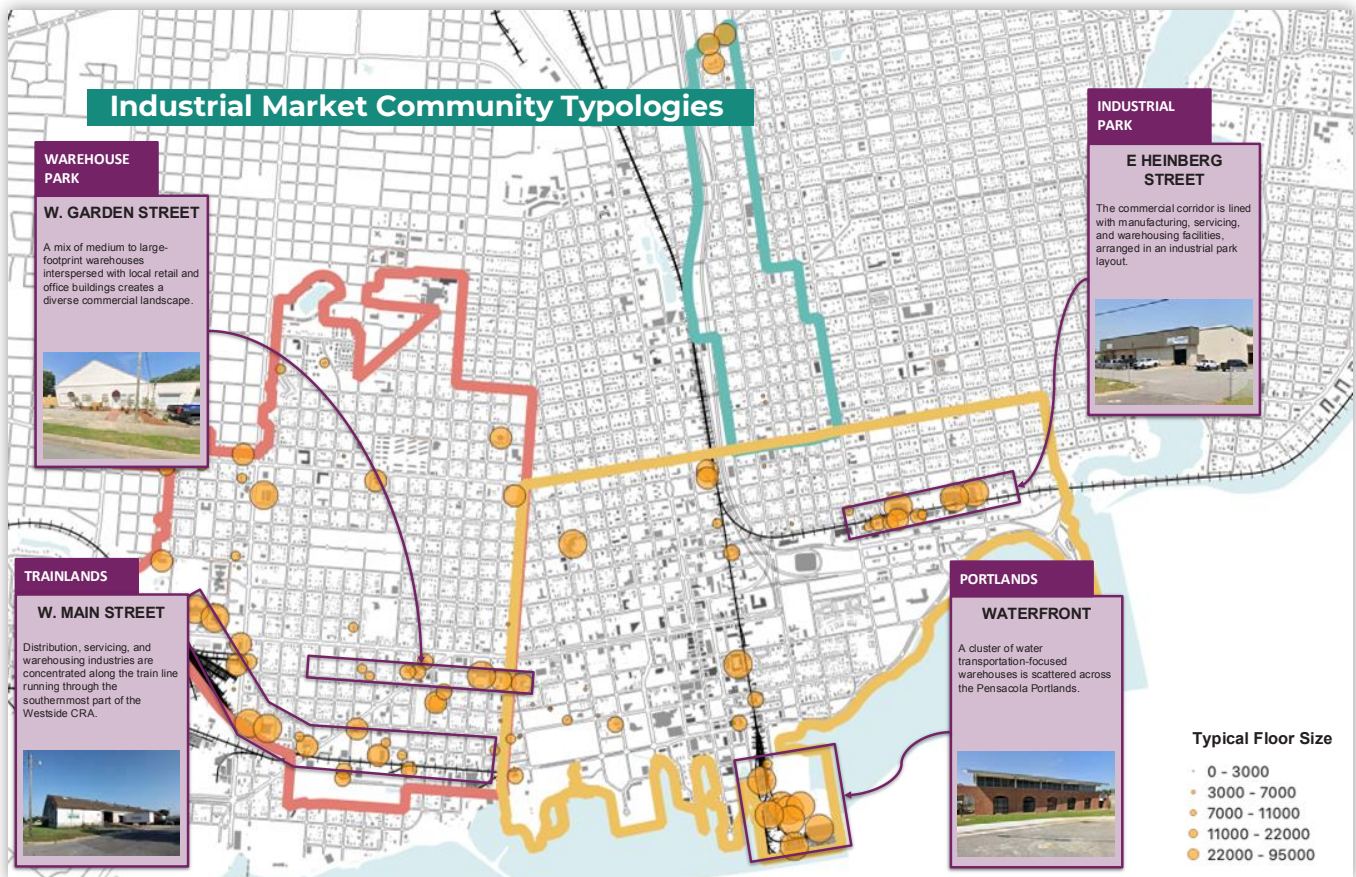 Industrial Market Community Typologies
WAREHOUSE
PARK
W. GARDEN STREET
A mix of medium to large-
footprint warehouses
interspersed with local retail and
office buildings creates a
diverse commercial landscape.
INDUSTRIAL
PARK
E HEINBERG
STREET
The commercial corridor is lined
with manufacturing, servicing,
and warehousing facilities,
arranged in an industrial park
layout.
TRAINLANDS
W. MAIN STREET
Distribution, servicing, and
warehousing industries are
concentrated along the train line
running through the
southernmost part of the
Westside CRA.
PORTLANDS
WATERFRONT
A cluster of water
transportation-focused
warehouses is scattered across
the Pensacola Portlands.
Typical Floor Size
0 - 3000
3000 - 7000
7000 - 11000
11000 - 22000
22000 - 95000